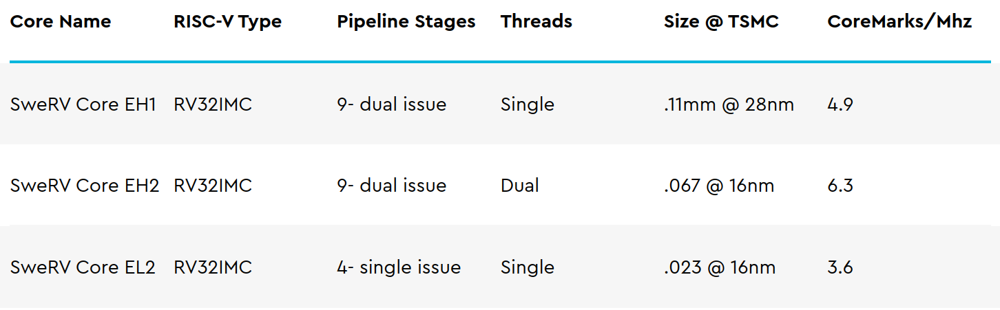 Core Name RISC-V Type Pipeline Stages Threads Size @ TSMC CoreMarks/Mhz
SweRV Core EH1 RV32IMC 9- dual issue Single .11mm @ 28nm 4.9
SweRV Core EH2 RV32IMC 9- dual issue Dual .067 @ 16nm 6.3
SweRV Core EL2 RV32IMC 4- single issue Single .023 @ 16nm 3.6